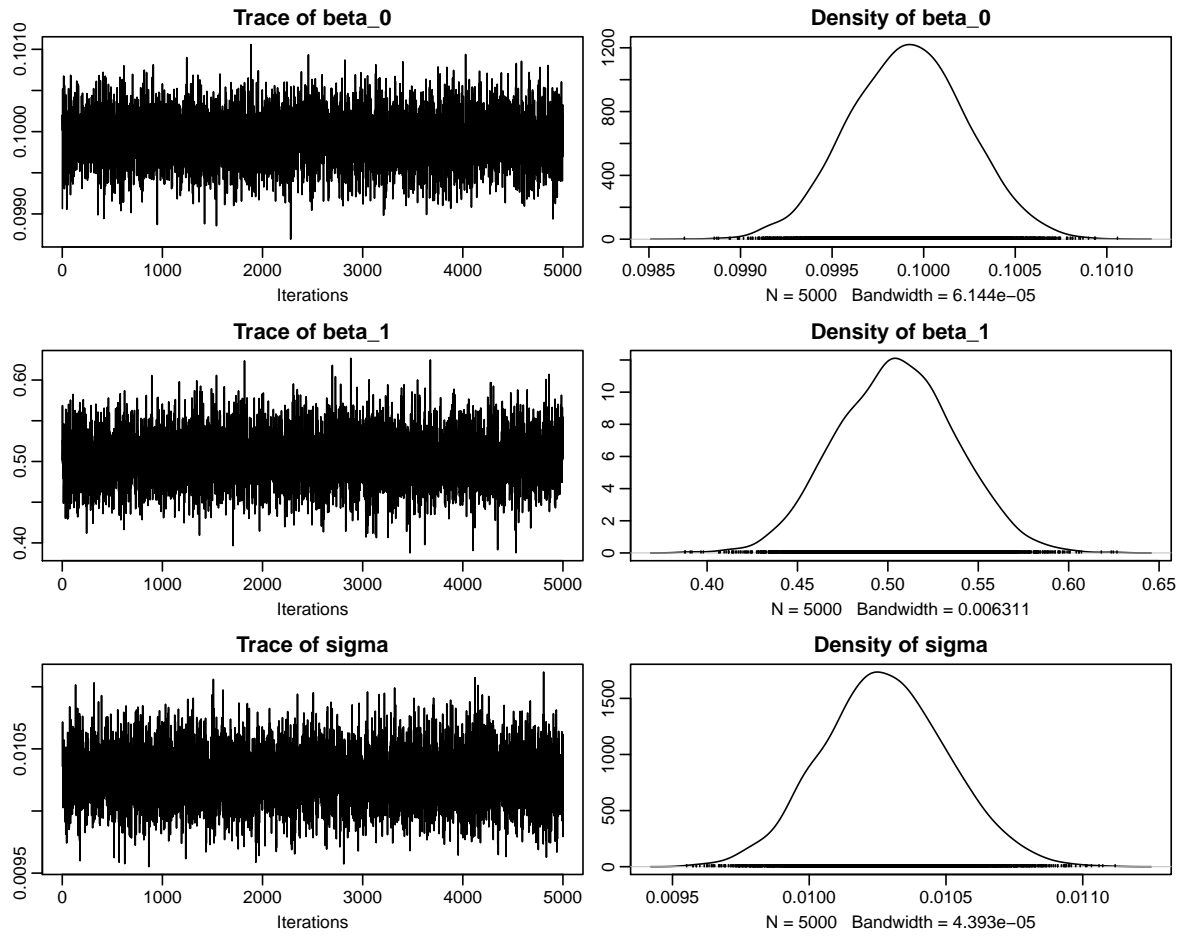 Trace of beta_0
0.0990 0.1000 0.1010
0 1000 2000 3000 4000 5000
Iterations
Density of beta_0
0 400 800 1200
0.0985 0.0990 0.0995 0.1000 0.1005 0.1010
N = 5000 Bandwidth = 6.144e−05
Trace of beta_1
0.40 0.50 0.60
0 1000 2000 3000 4000 5000
Iterations
Density of beta_1
0 2 4 6 8 10
0.40 0.45 0.50 0.55 0.60 0.65
N = 5000 Bandwidth = 0.006311
Trace of sigma
0.0095 0.0105
0 1000 2000 3000 4000 5000
Iterations
Density of sigma
0 500 1000 1500
0.0095 0.0100 0.0105 0.0110
N = 5000 Bandwidth = 4.393e−05